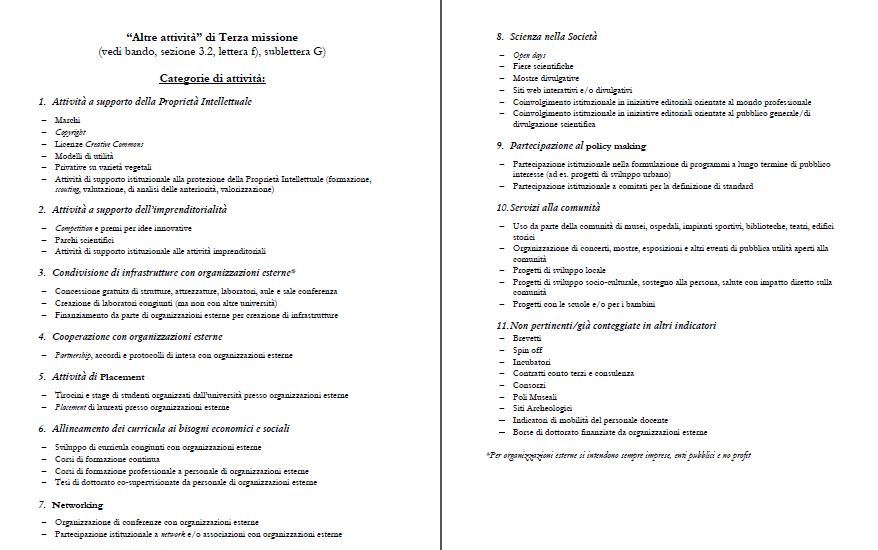 “Altre attività” di Terza missione
(vedi bando, sezione 3.2, lettera f), sublettera G)
Categorie di attività:
1. Attività a supporto della Proprietà Intellettuale
– Marchi
– Copyright
– Licenze Creative Commons
– Modelli di utilità
– Privative su varietà vegetali
– Attività di supporto istituzionale alla protezione della Proprietà Intellettuale (formazione,
scouting, valutazione, di analisi delle anteriorità, valorizzazione)
2. Attività a supporto dell’imprenditorialità
– Competition e premi per idee innovative
– Parchi scientifici
– Attività di supporto istituzionale alle attività imprenditoriali
3. Condivisione di infrastrutture con organizzazioni esterne*
– Concessione gratuita di strutture, attrezzature, laboratori, aule e sale conferenza
– Creazione di laboratori congiunti (ma non con altre università)
– Finanziamento da parte di organizzazioni esterne per creazione di infrastrutture
4. Cooperazione con organizzazioni esterne
– Partnership, accordi e protocolli di intesa con organizzazioni esterne
5. Attività di Placement
– Tirocini e stage di studenti organizzati dall’università presso organizzazioni esterne
– Placement di laureati presso organizzazioni esterne
6. Allineamento dei curricula ai bisogni economici e sociali
– Sviluppo di curricula congiunti con organizzazioni esterne
– Corsi di formazione continua
– Corsi di formazione professionale a personale di organizzazioni esterne
– Tesi di dottorato co-supervisionate da personale di organizzazioni esterne
7. Networking
– Organizzazione di conferenze con organizzazioni esterne
– Partecipazione istituzionale a network e/o associazioni con organizzazioni esterne
8. Scienza nella Società
– Open days
– Fiere scientifiche
– Mostre divulgative
– Siti web interattivi e/o divulgativi
– Coinvolgimento istituzionale in iniziative editoriali orientate al mondo professionale
– Coinvolgimento istituzionale in iniziative editoriali orientate al pubblico generale/di
divulgazione scientifica
9. Partecipazione al policy making
– Partecipazione istituzionale nella formulazione di programmi a lungo termine di pubblico
interesse (ad es. progetti di sviluppo urbano)
– Partecipazione istituzionale a comitati per la definizione di standard
10. Servizi alla comunità
– Uso da parte della comunità di musei, ospedali, impianti sportivi, biblioteche, teatri, edifici
storici
– Organizzazione di concerti, mostre, esposizioni e altri eventi di pubblica utilità aperti alla
comunità
– Progetti di sviluppo locale
– Progetti di sviluppo socio-culturale, sostegno alla persona, salute con impatto diretto sulla
comunità
– Progetti con le scuole e/o per i bambini
11. Non pertinenti/già conteggiate in altri indicatori
– Brevetti
– Spin off
– Incubatori
– Contratti conto terzi e consulenza
– Consorzi
– Poli Museali
– Siti Archeologici
– Indicatori di mobilità del personale docente
– Borse di dottorato finanziate da organizzazioni esterne
*Per organizzazioni esterne si intendono sempre imprese, enti pubblici e no profit